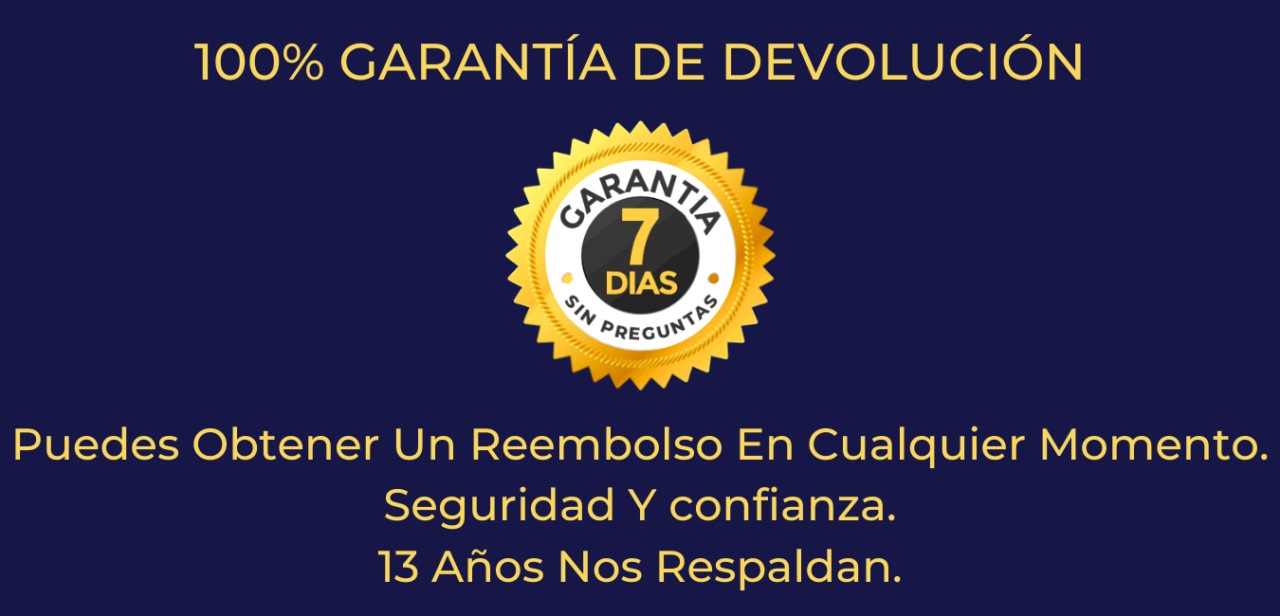 100% GARANTÍA DE DEVOLUCIÓN
GARANTIA
7
DIAS
SIN PREGUNTAS
Puedes Obtener Un Reembolso En Cualquier Momento.
Seguridad Y confianza.
13 Años Nos Respaldan.